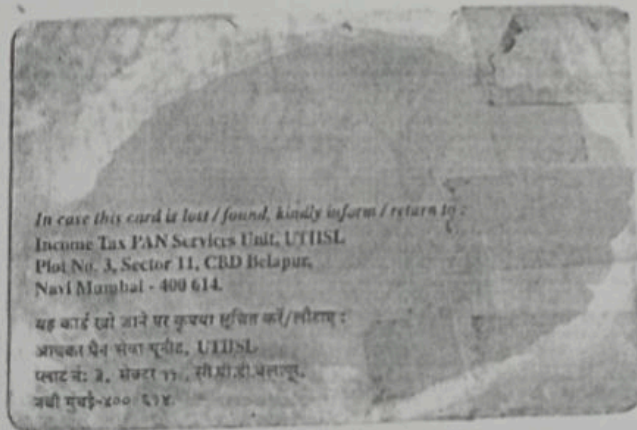 In case this card is lost / found, kindly inform / return to :
Income Tax PAN Services Unit, UTIISL
Plot No. 3, Sector 11, CBD Belapur,
Navi Mumbai - 400 614.
यह कार्ड खो जाने पर कृपया सूचित करें/लौटाए :
आयकर पैन सेवा यूनीट, UTIISL
प्लाट नं: ३, सेक्टर ११, सी.बी.डी.बेलापूर,
नवी मुंबई-४०० ६१४.